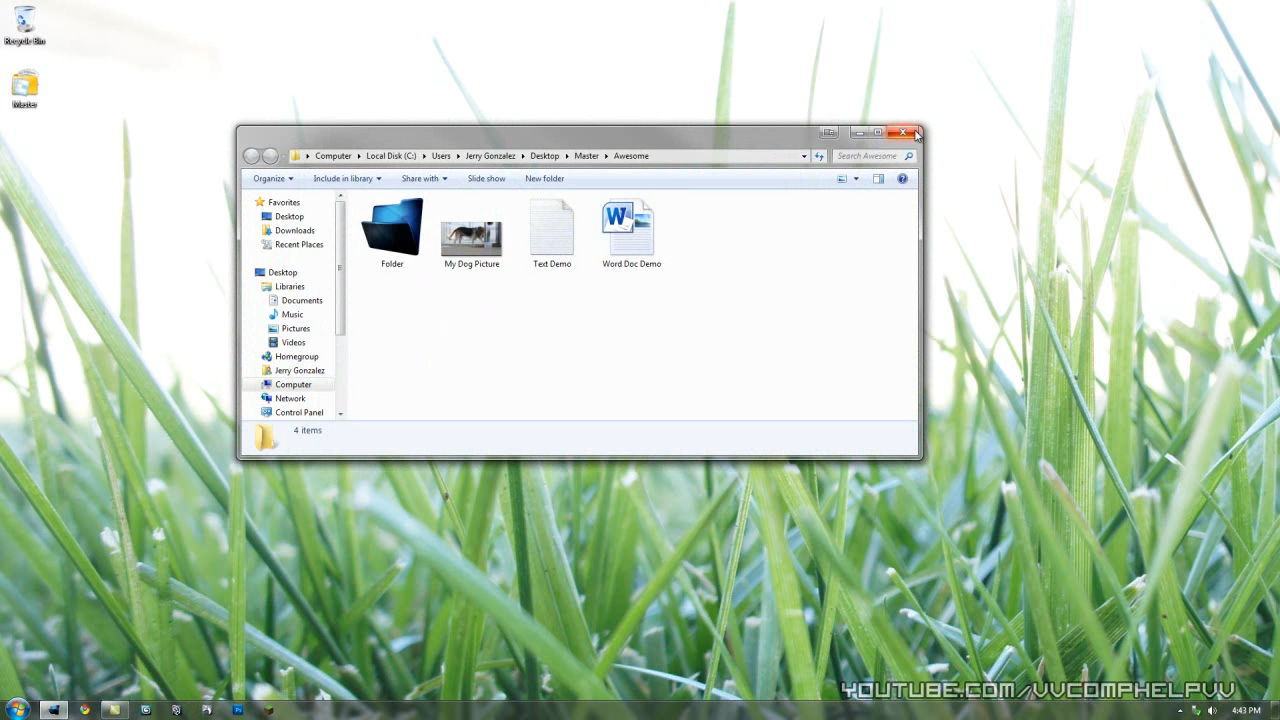 Recycle Bin
Master
Computer Local Disk (C:) Users Jerry Gonzalez Desktop Master Awesome
Search Awesome
Organize Include in library Share with Slide show New folder
Favorites
Desktop
Downloads
Recent Places
Desktop
Libraries
Documents
Music
Pictures
Videos
Homegroup
Jerry Gonzalez
Computer
Network
Control Panel
Folder
My Dog Picture
Text Demo
Word Doc Demo
4 items
YOUTUBE.COM/VVCOMPHELPVV
4:43 PM